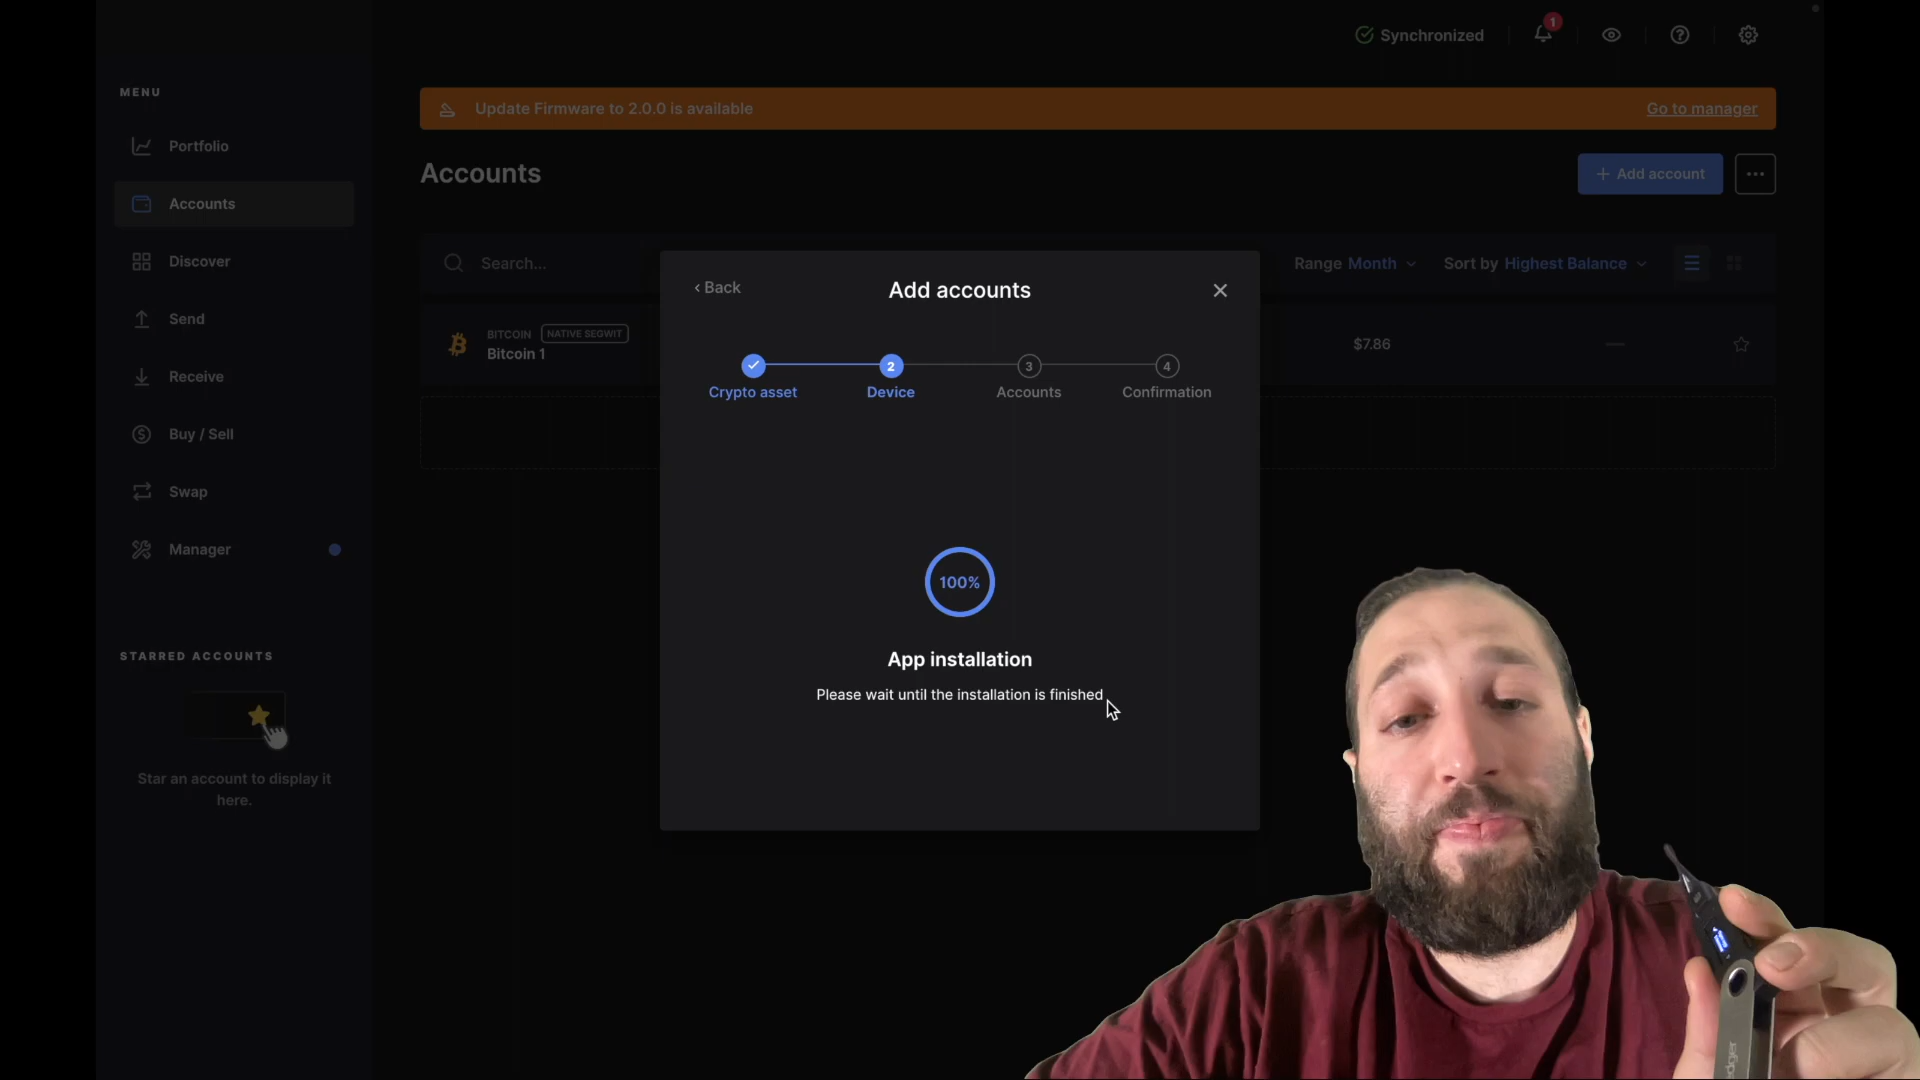 Synchronized
1
MENU
Update Firmware to 2.0.0 is available
Go to manager
Portfolio
Accounts
+ Add account
Accounts
Discover
Search...
Range Month
Sort by Highest Balance
Back
Add accounts
Send
BITCOIN
NATIVE SEGWIT
Bitcoin 1
$7.86
2
3
4
Crypto asset
Device
Accounts
Confirmation
Receive
Buy / Sell
Swap
Manager
100%
App installation
Please wait until the installation is finished
STARRED ACCOUNTS
Star an account to display it
here.